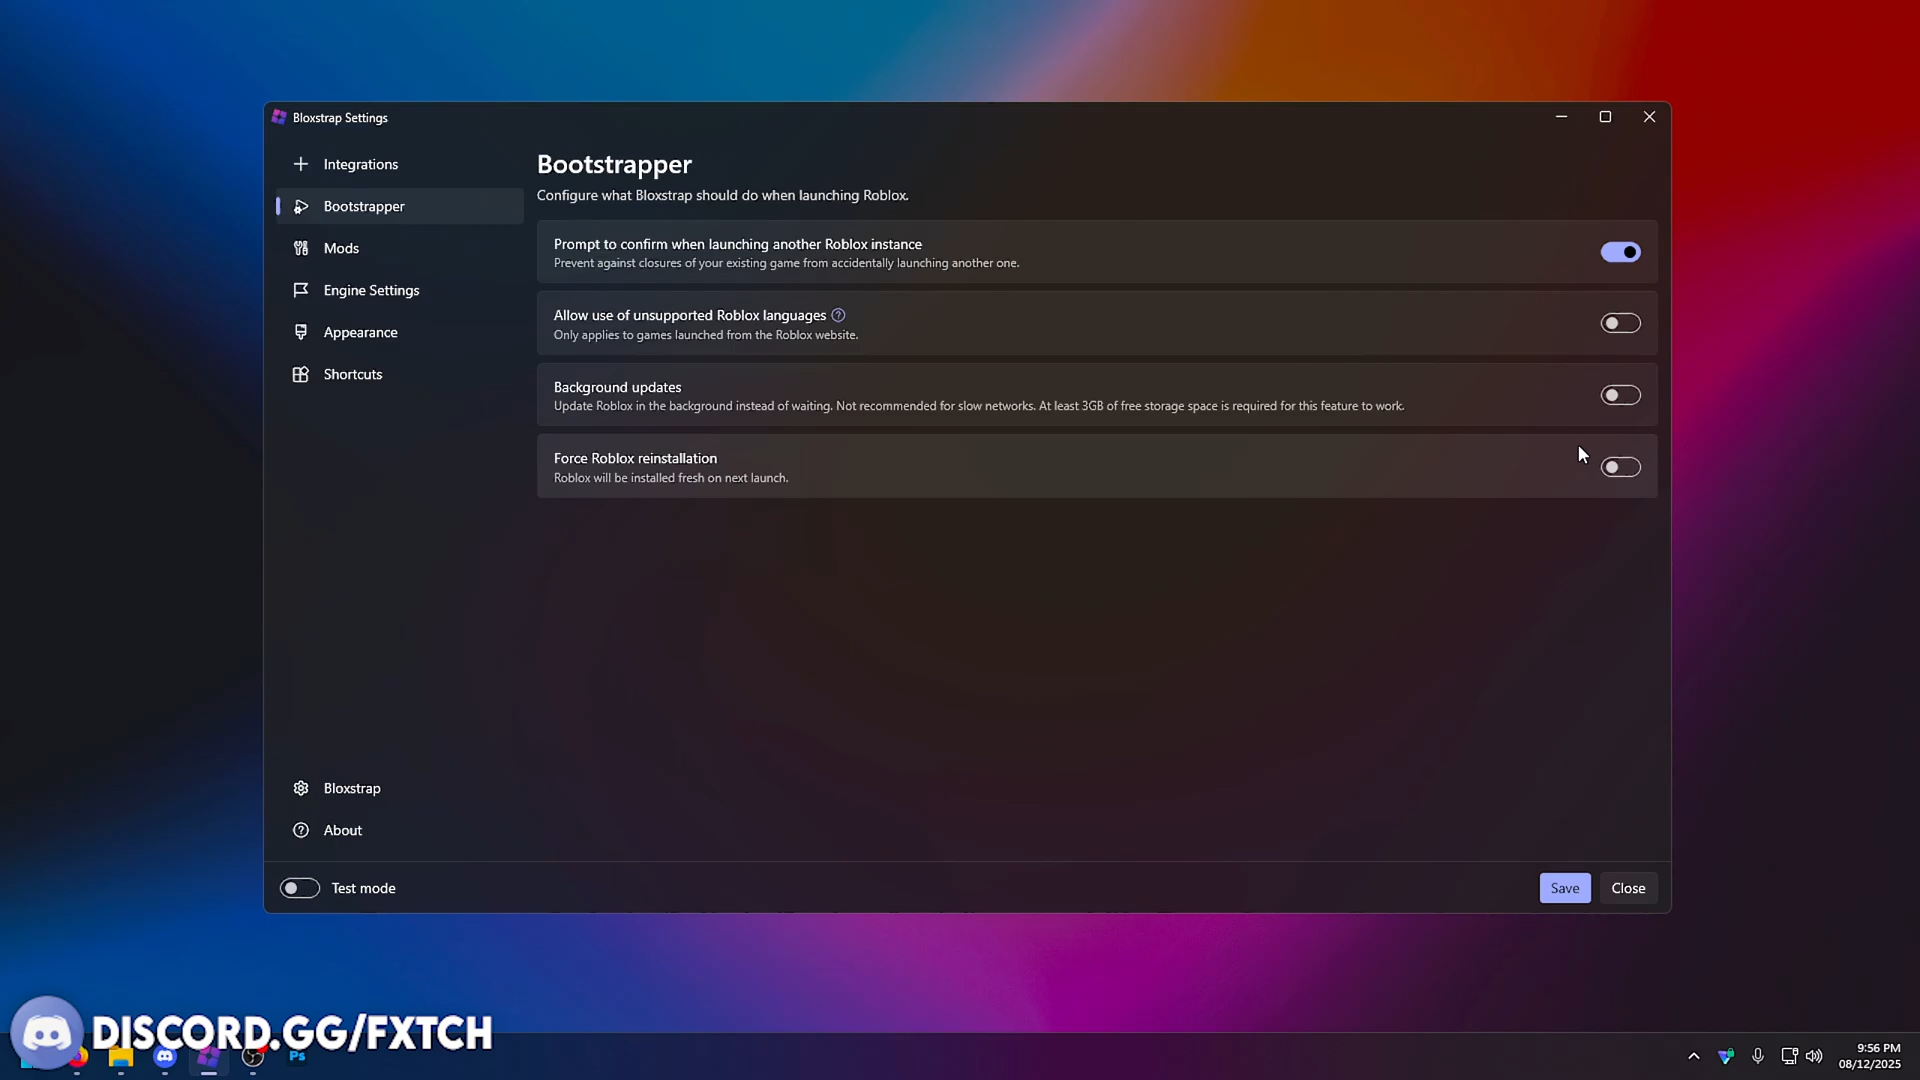 Bloxstrap Settings
Integrations
Bootstrapper
Mods
Engine Settings
Appearance
Shortcuts
Bloxstrap
About
Bootstrapper
Configure what Bloxstrap should do when launching Roblox.
Prompt to confirm when launching another Roblox instance
Prevent against closures of your existing game from accidentally launching another one.
Allow use of unsupported Roblox languages
Only applies to games launched from the Roblox website.
Background updates
Update Roblox in the background instead of waiting. Not recommended for slow networks. At least 3GB of free storage space is required for this feature to work.
Force Roblox reinstallation
Roblox will be installed fresh on next launch.
Test mode
Save
Close
DISCORD.GG/FXTCH
Ps
9:56 PM
08/12/2025